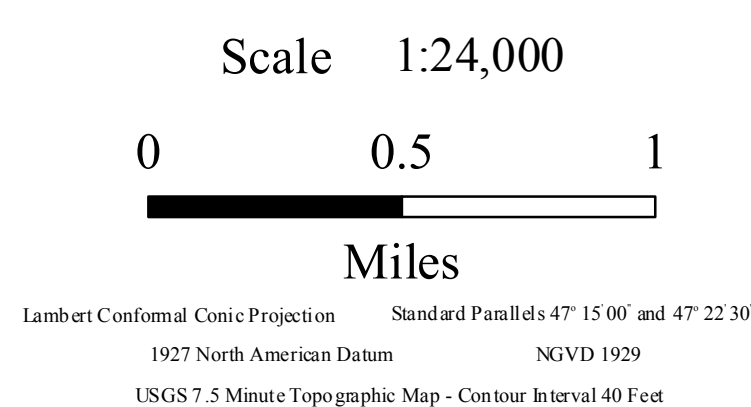 Scale 1:24,000
0 0.5 1
Miles
Lambert Conformal Conic Projection Standard Parallels 47° 15' 00" and 47° 22' 30"
1927 North American Datum NGVD 1929
USGS 7.5 Minute Topographic Map - Contour Interval 40 Feet